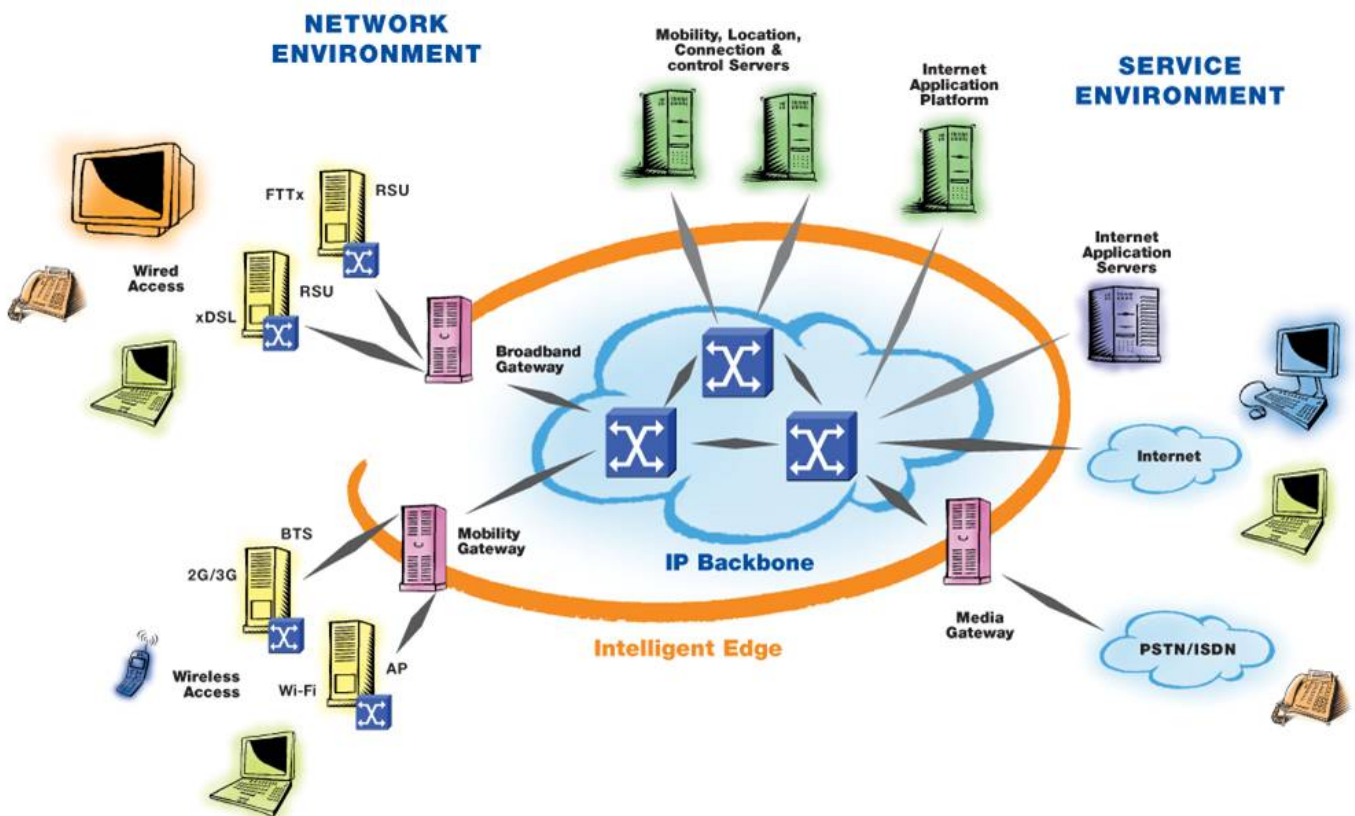 NETWORK
ENVIRONMENT
Mobility, Location,
Connection &
control Servers
Internet
Application
Platform
SERVICE
ENVIRONMENT
FTTx
RSU
Wired
Access
RSU
xDSL
Internet
Application
Servers
Broadband
Gateway
Internet
BTS
Mobility
Gateway
2G/3G
IP Backbone
Media
Gateway
Intelligent Edge
PSTN/ISDN
Wireless
Access
AP
Wi-Fi